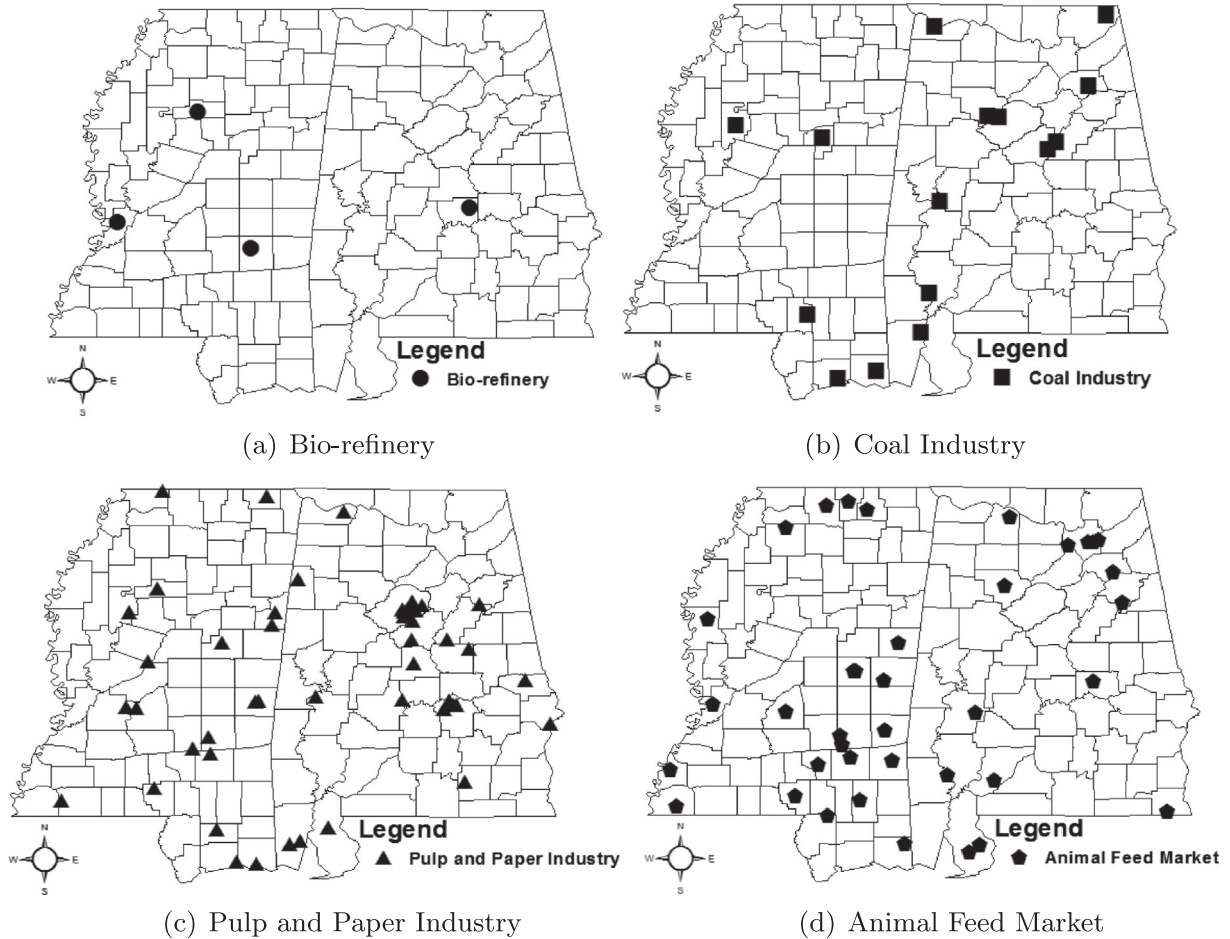 N
W E
S
Legend
Bio-refinery
(a) Bio-refinery
N
W E
S
Legend
Coal Industry
(b) Coal Industry
N
W E
S
Legend
Pulp and Paper Industry
(c) Pulp and Paper Industry
N
W E
S
Legend
Animal Feed Market
(d) Animal Feed Market